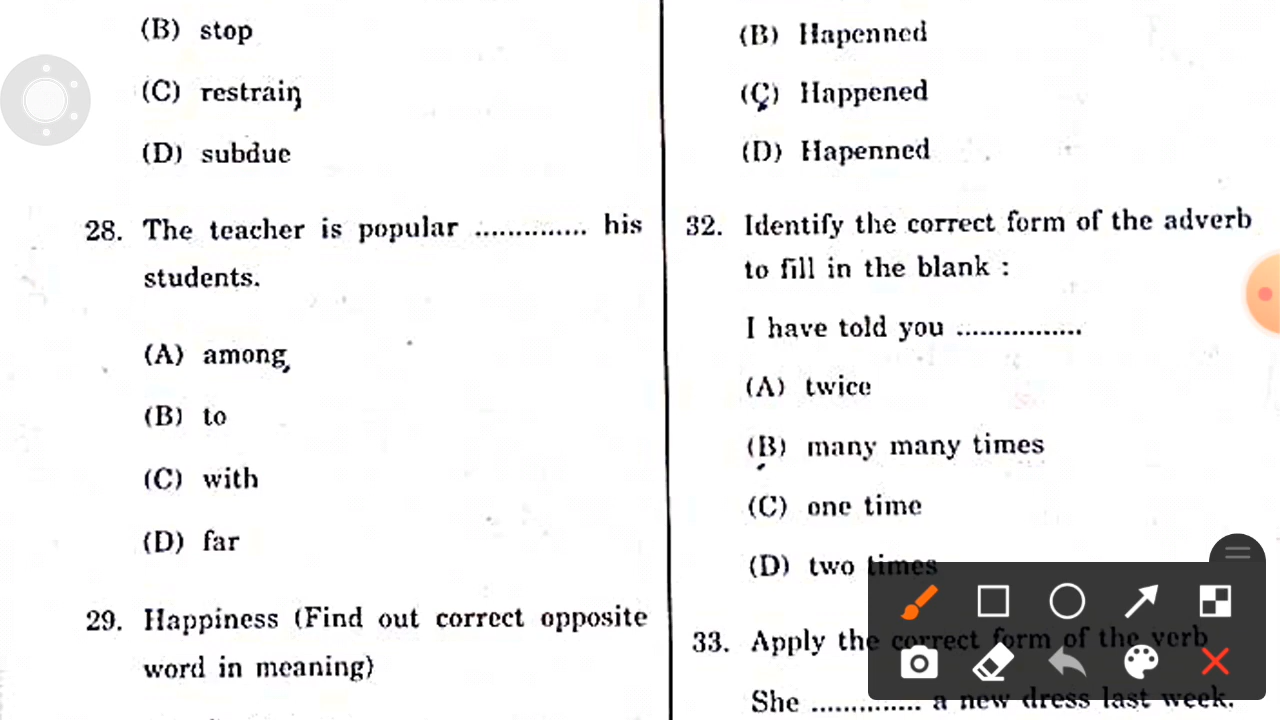 (B) stop
(C) restrain
(D) subdue
28. The teacher is popular .............. his
students.
(A) among
(B) to
(C) with
(D) far
29. Happiness (Find out correct opposite
word in meaning)
(B) Hapenned
(C) Happened
(D) Hapenned
32. Identify the correct form of the adverb
to fill in the blank :
I have told you ................
(A) twice
(B) many many times
(C) one time
(D) two times
33. Apply the correct form of the verb
She .............. a new dress last week.